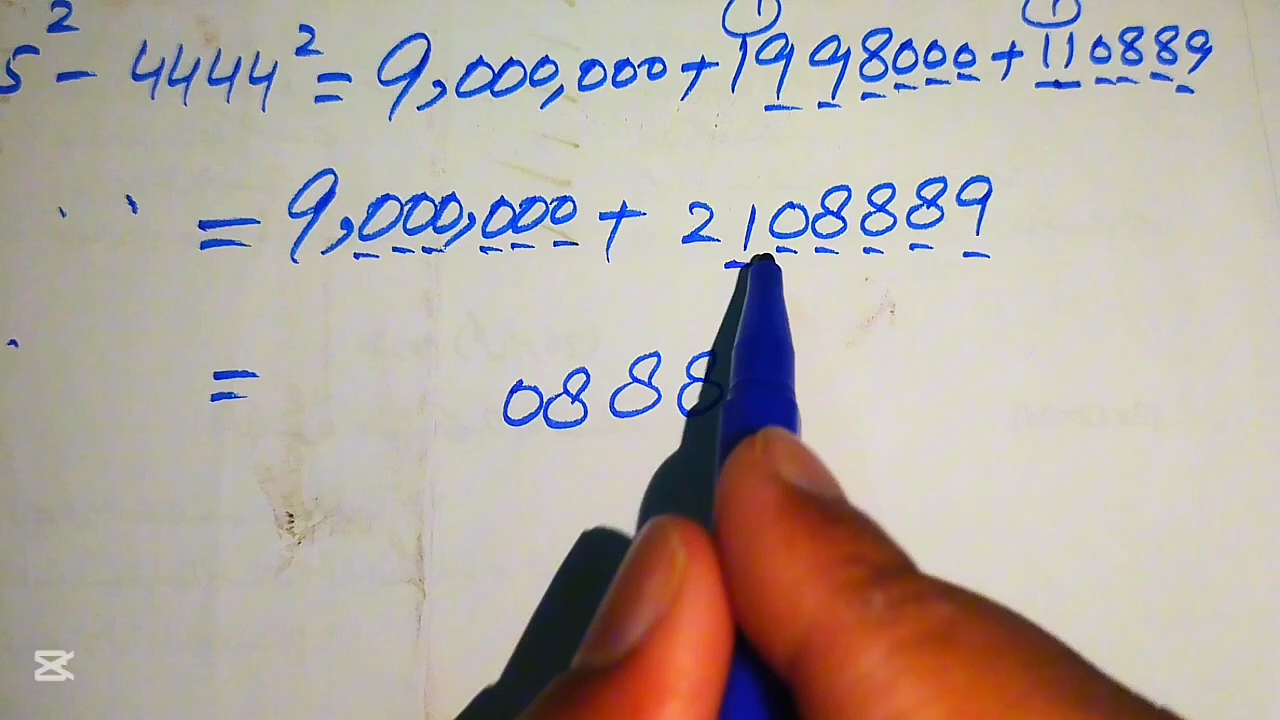 5² - 4444² = 9,000,000 + 1998000 + 110889
= 9,000,000 + 2108889
= 0888